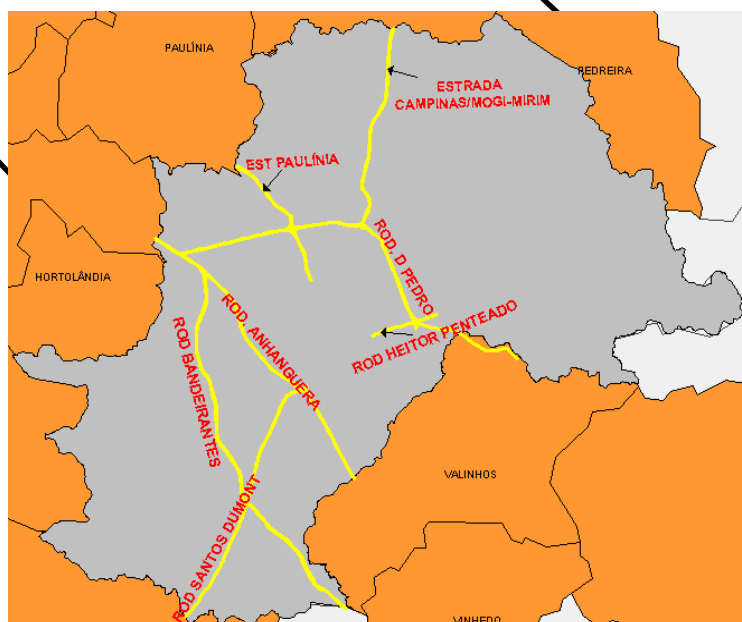 PAULÍNIA
PEDREIRA
ESTRADA
CAMPINAS/MOGI-MIRIM
EST PAULÍNIA
ROD. D PEDRO
HORTOLÂNDIA
ROD. ANHANGUERA
ROD HEITOR PENTEADO
ROD BANDEIRANTES
VALINHOS
ROD SANTOS DUMONT
VINHEDO